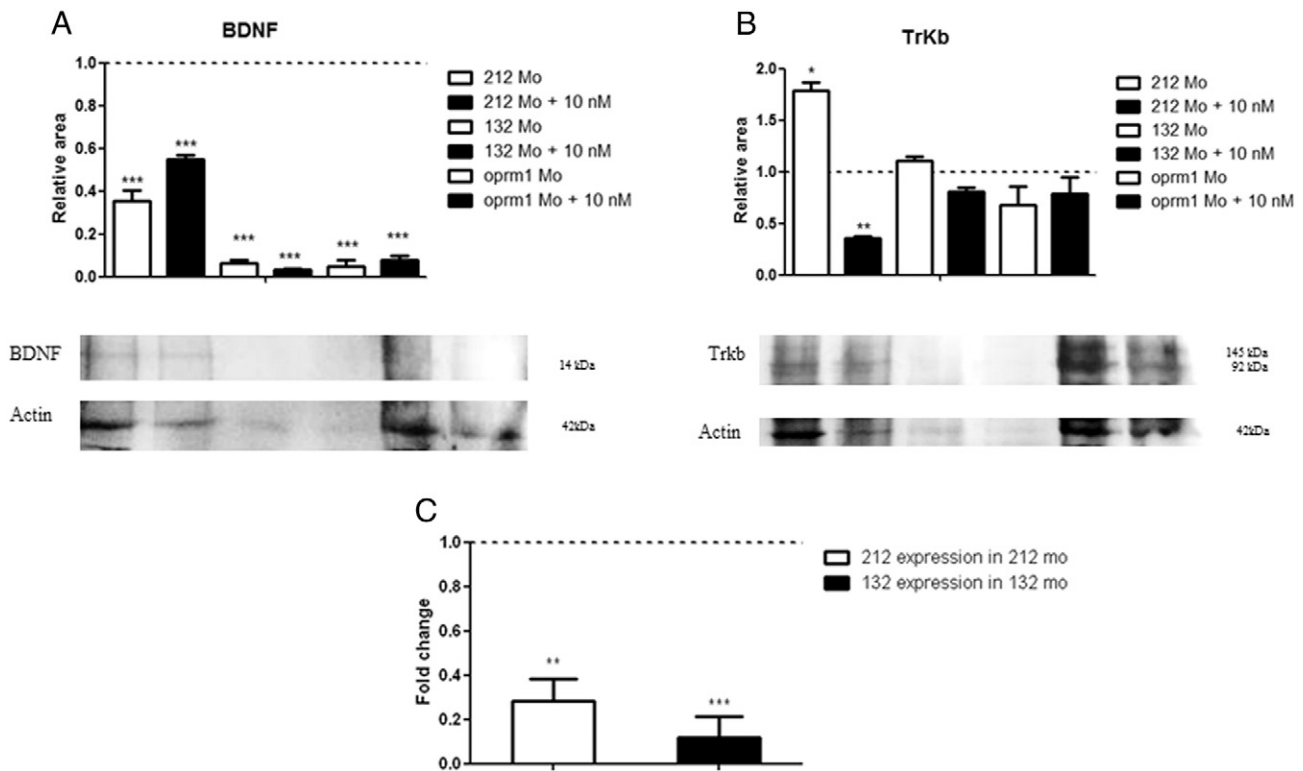 A
BDNF
Relative area
1.0
0.8
0.6
0.4
0.2
0.0
***
***
***
***
***
***
212 Mo
212 Mo + 10 nM
132 Mo
132 Mo + 10 nM
oprm1 Mo
oprm1 Mo + 10 nM
BDNF
14 kDa
Actin
42kDa
B
TrKb
Relative area
2.0
1.5
1.0
0.5
0.0
*
**
212 Mo
212 Mo + 10 nM
132 Mo
132 Mo + 10 nM
oprm1 Mo
oprm1 Mo + 10 nM
Trkb
145 kDa
92 kDa
Actin
42kDa
C
Fold change
1.0
0.8
0.6
0.4
0.2
0.0
**
***
212 expression in 212 mo
132 expression in 132 mo